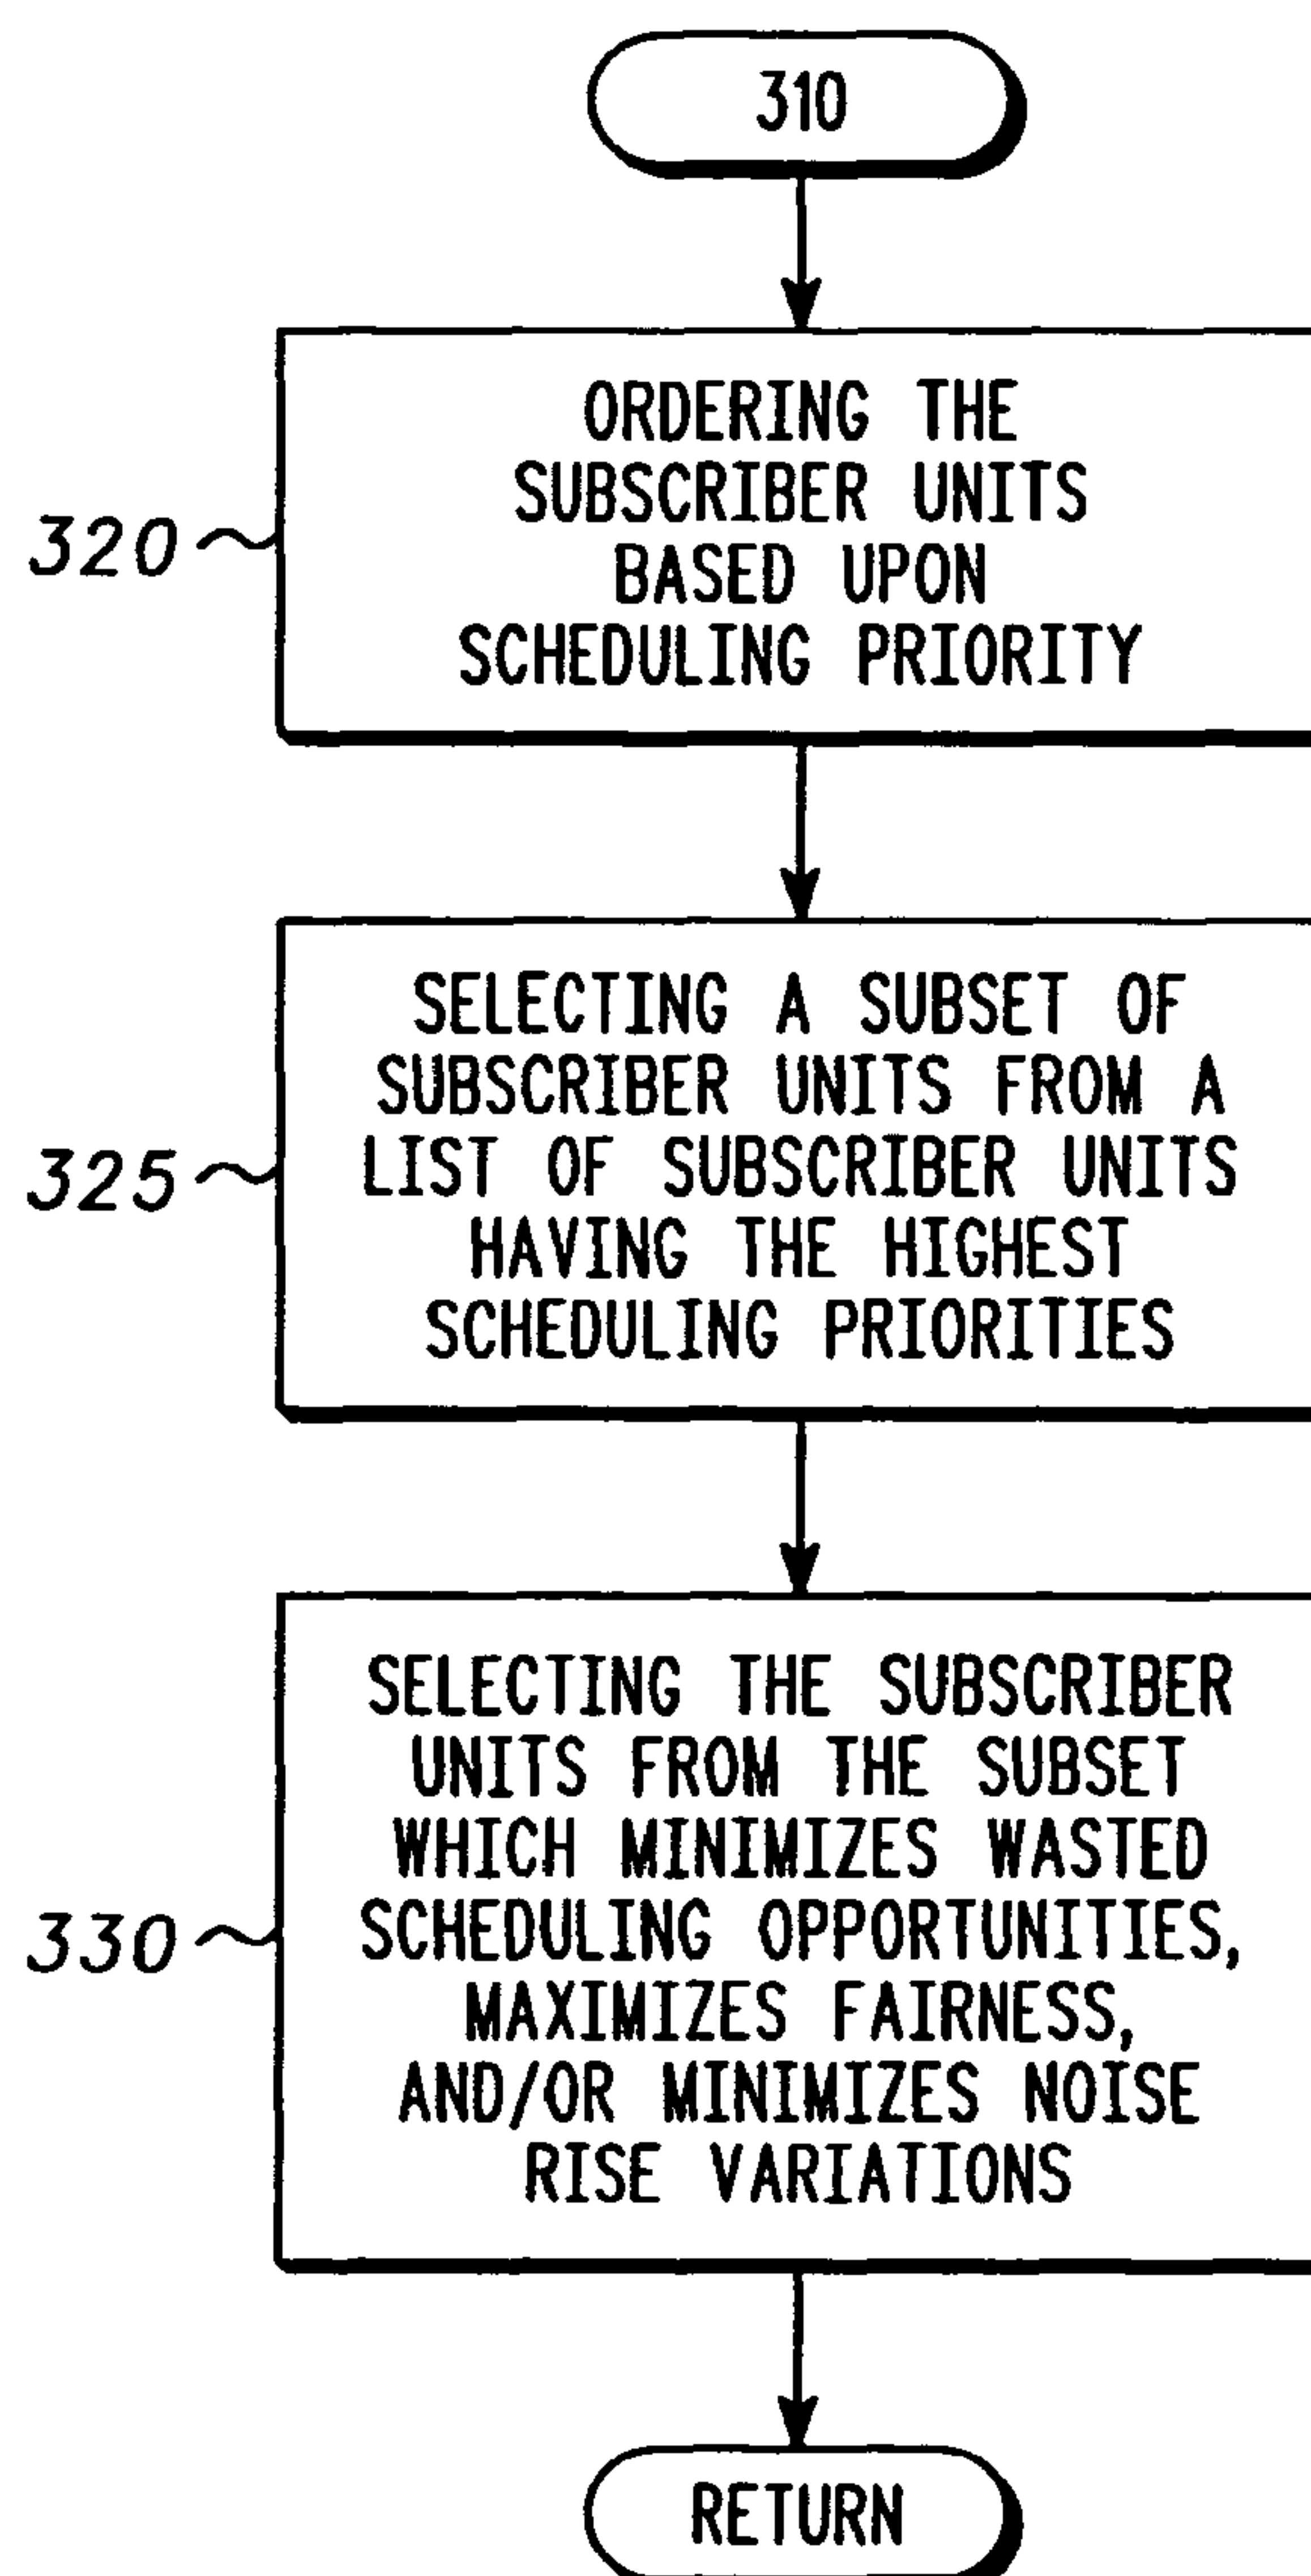 310
ORDERING THE
SUBSCRIBER UNITS
BASED UPON
SCHEDULING PRIORITY
320
SELECTING A SUBSET OF
SUBSCRIBER UNITS FROM A
LIST OF SUBSCRIBER UNITS
HAVING THE HIGHEST
SCHEDULING PRIORITIES
325
SELECTING THE SUBSCRIBER
UNITS FROM THE SUBSET
WHICH MINIMIZES WASTED
SCHEDULING OPPORTUNITIES,
MAXIMIZES FAIRNESS,
AND/OR MINIMIZES NOISE
RISE VARIATIONS
330
RETURN